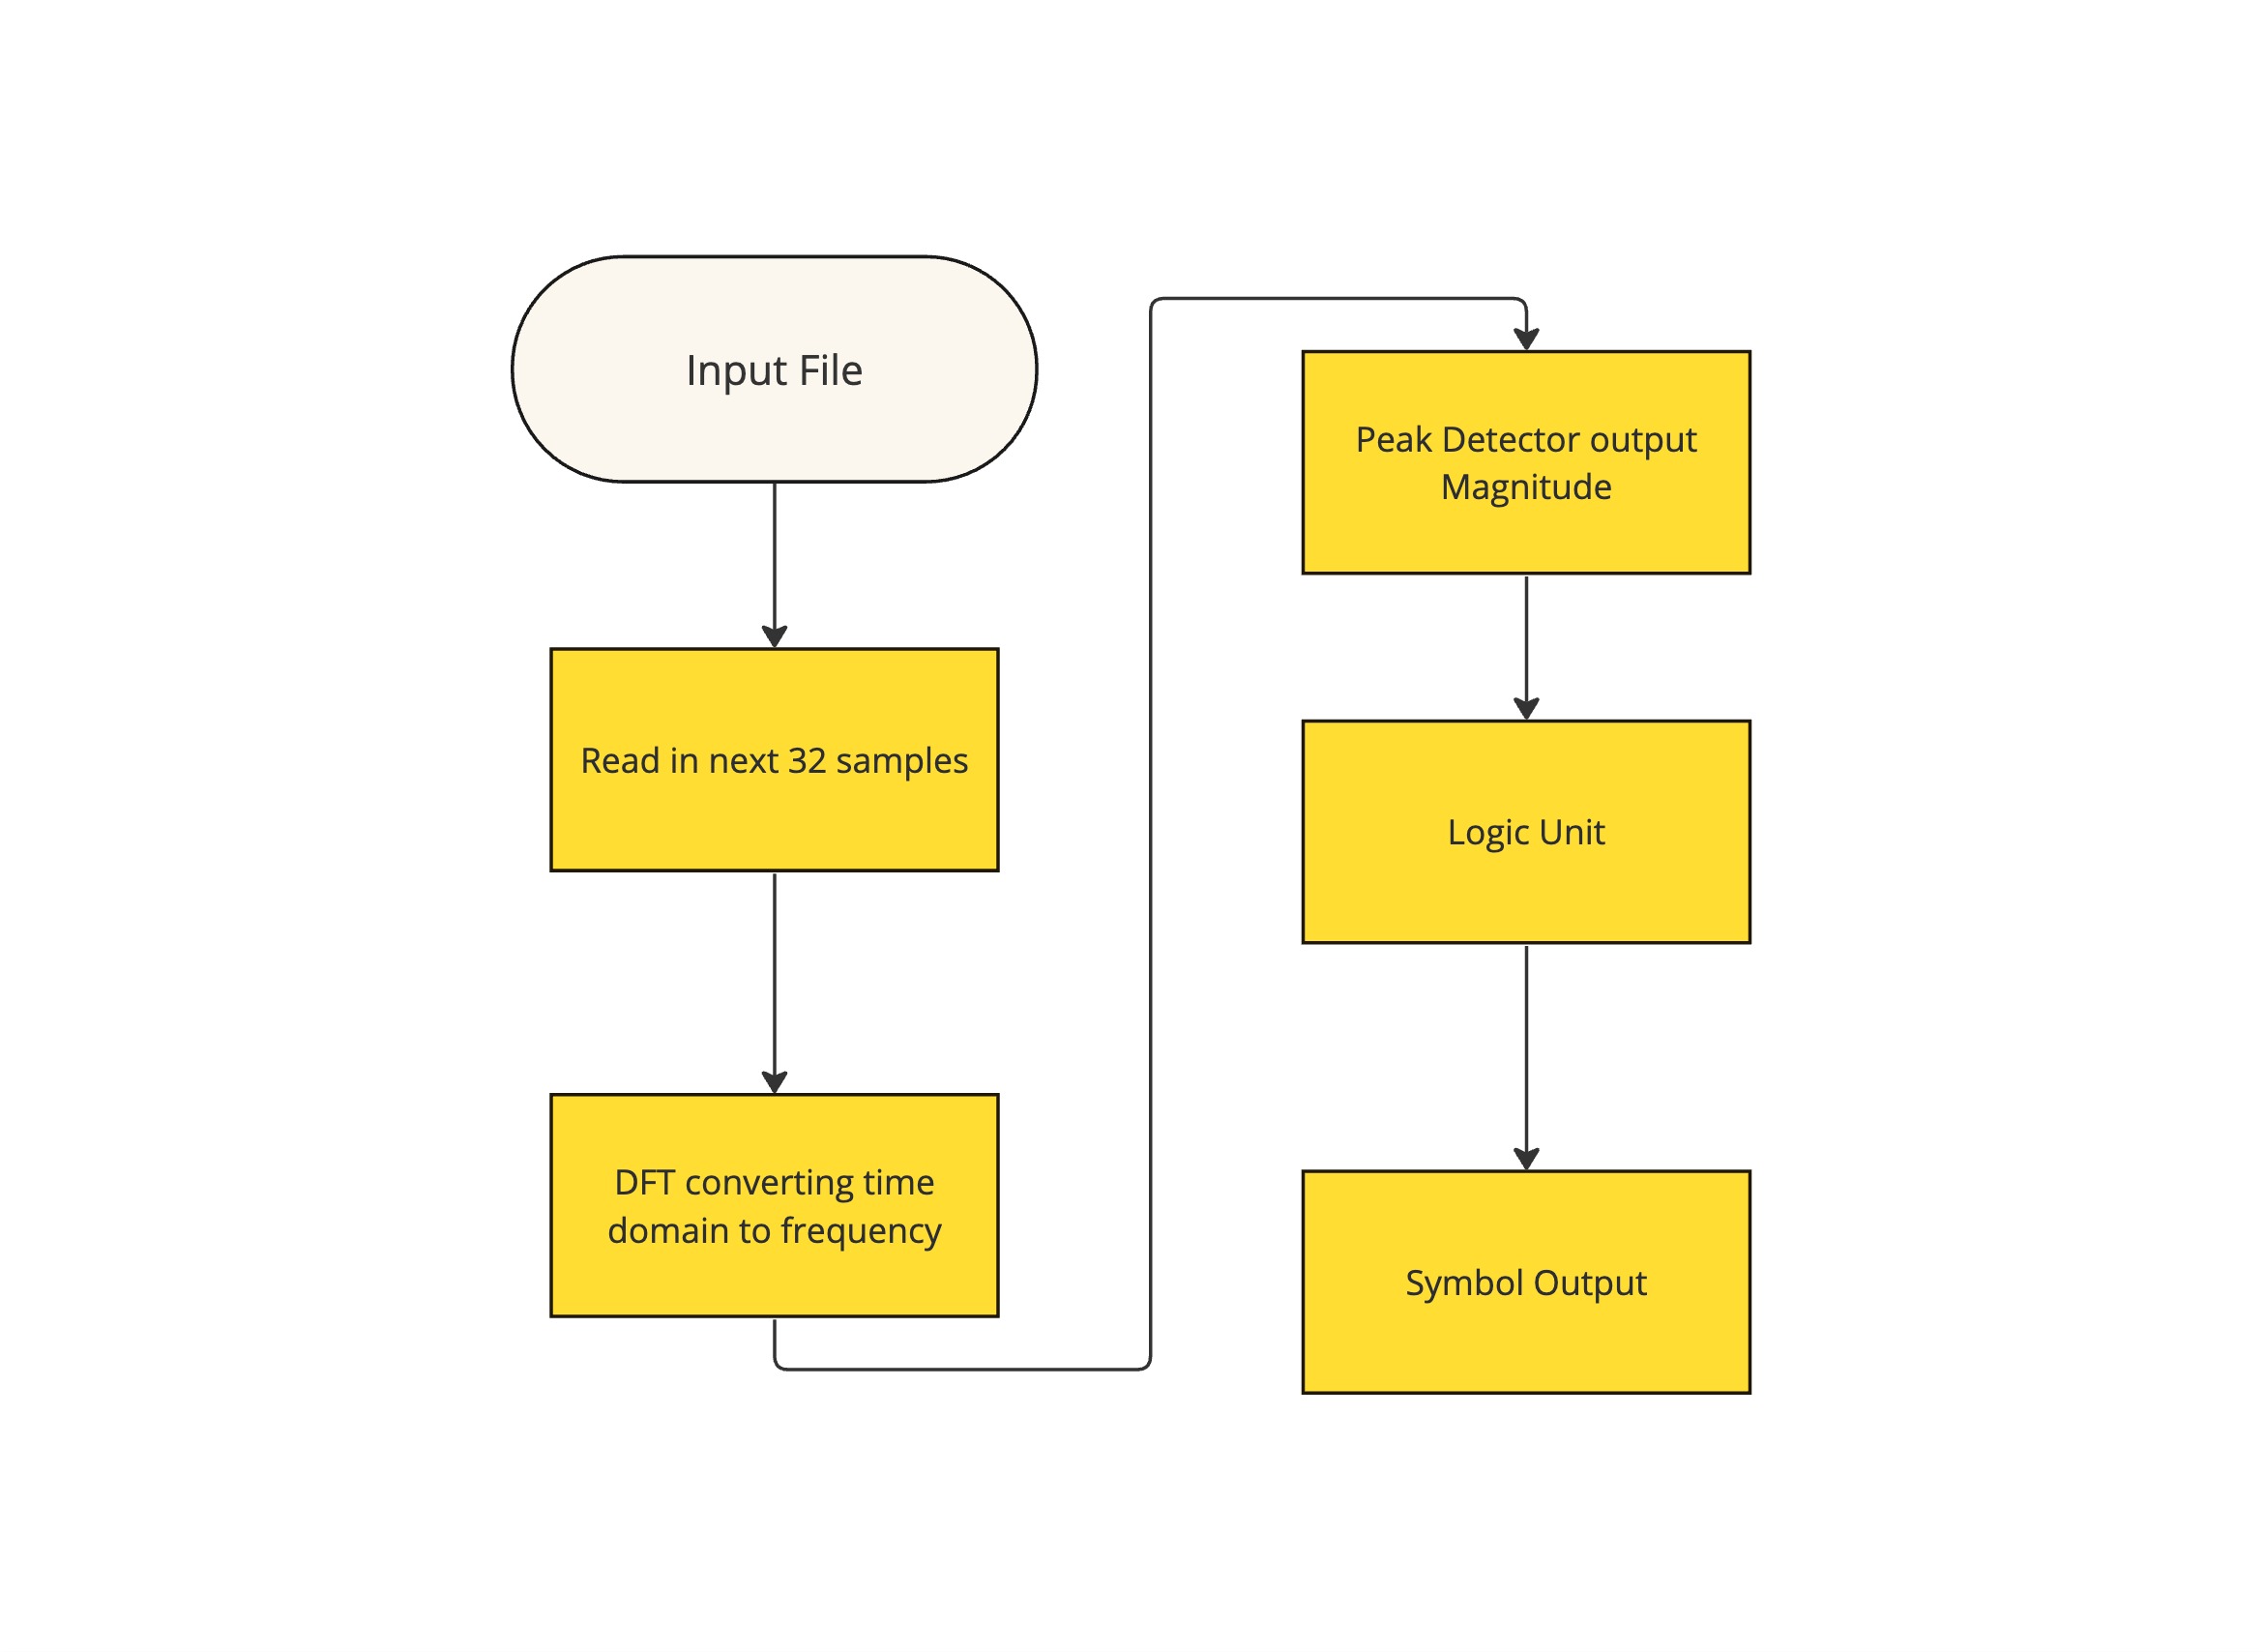 Input File
Read in next 32 samples
DFT converting time
domain to frequency
Peak Detector output
Magnitude
Logic Unit
Symbol Output